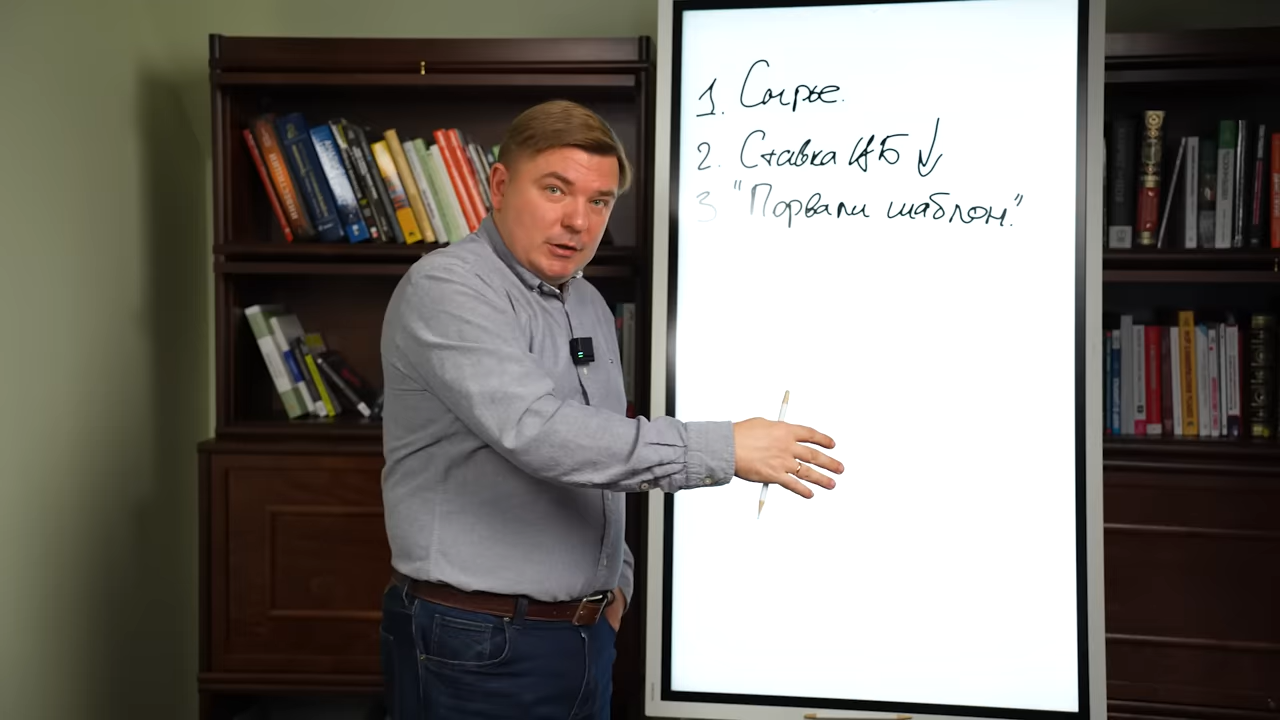 1. Сырье.
2. Ставка ЦБ ↓
3 "Порвали шаблон."